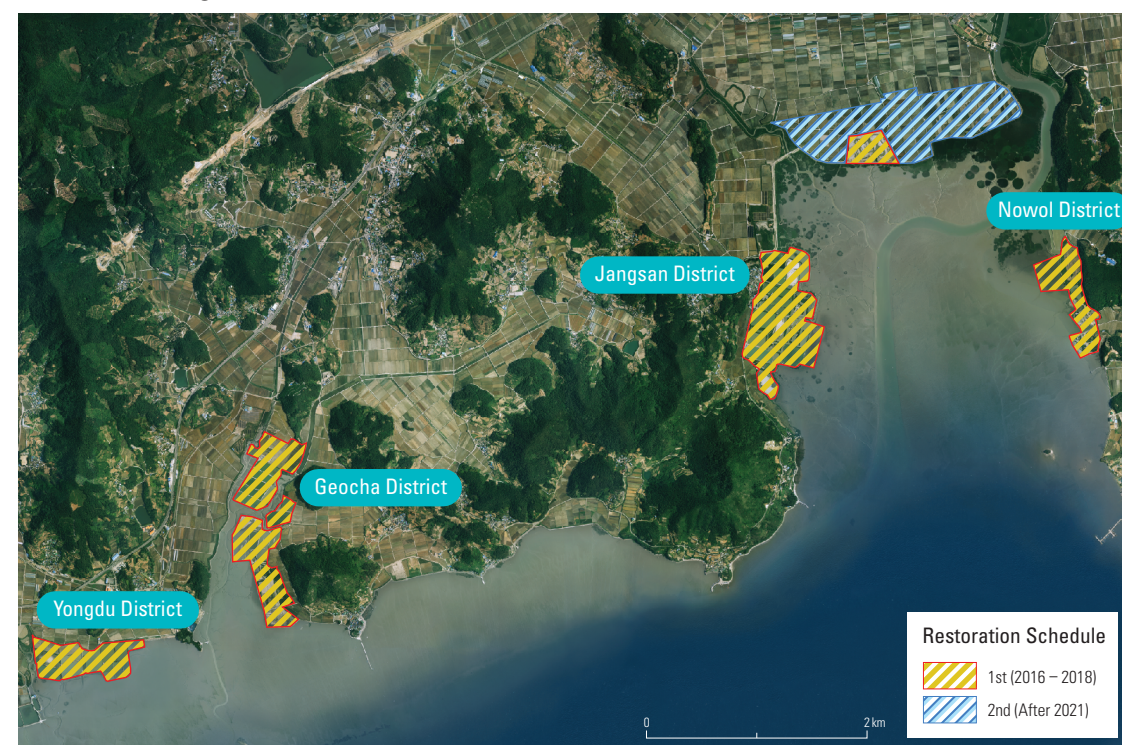 Nowol District
Jangsan District
Geocha District
Yongdu District
Restoration Schedule
1st (2016 – 2018)
2nd (After 2021)
0
2 km